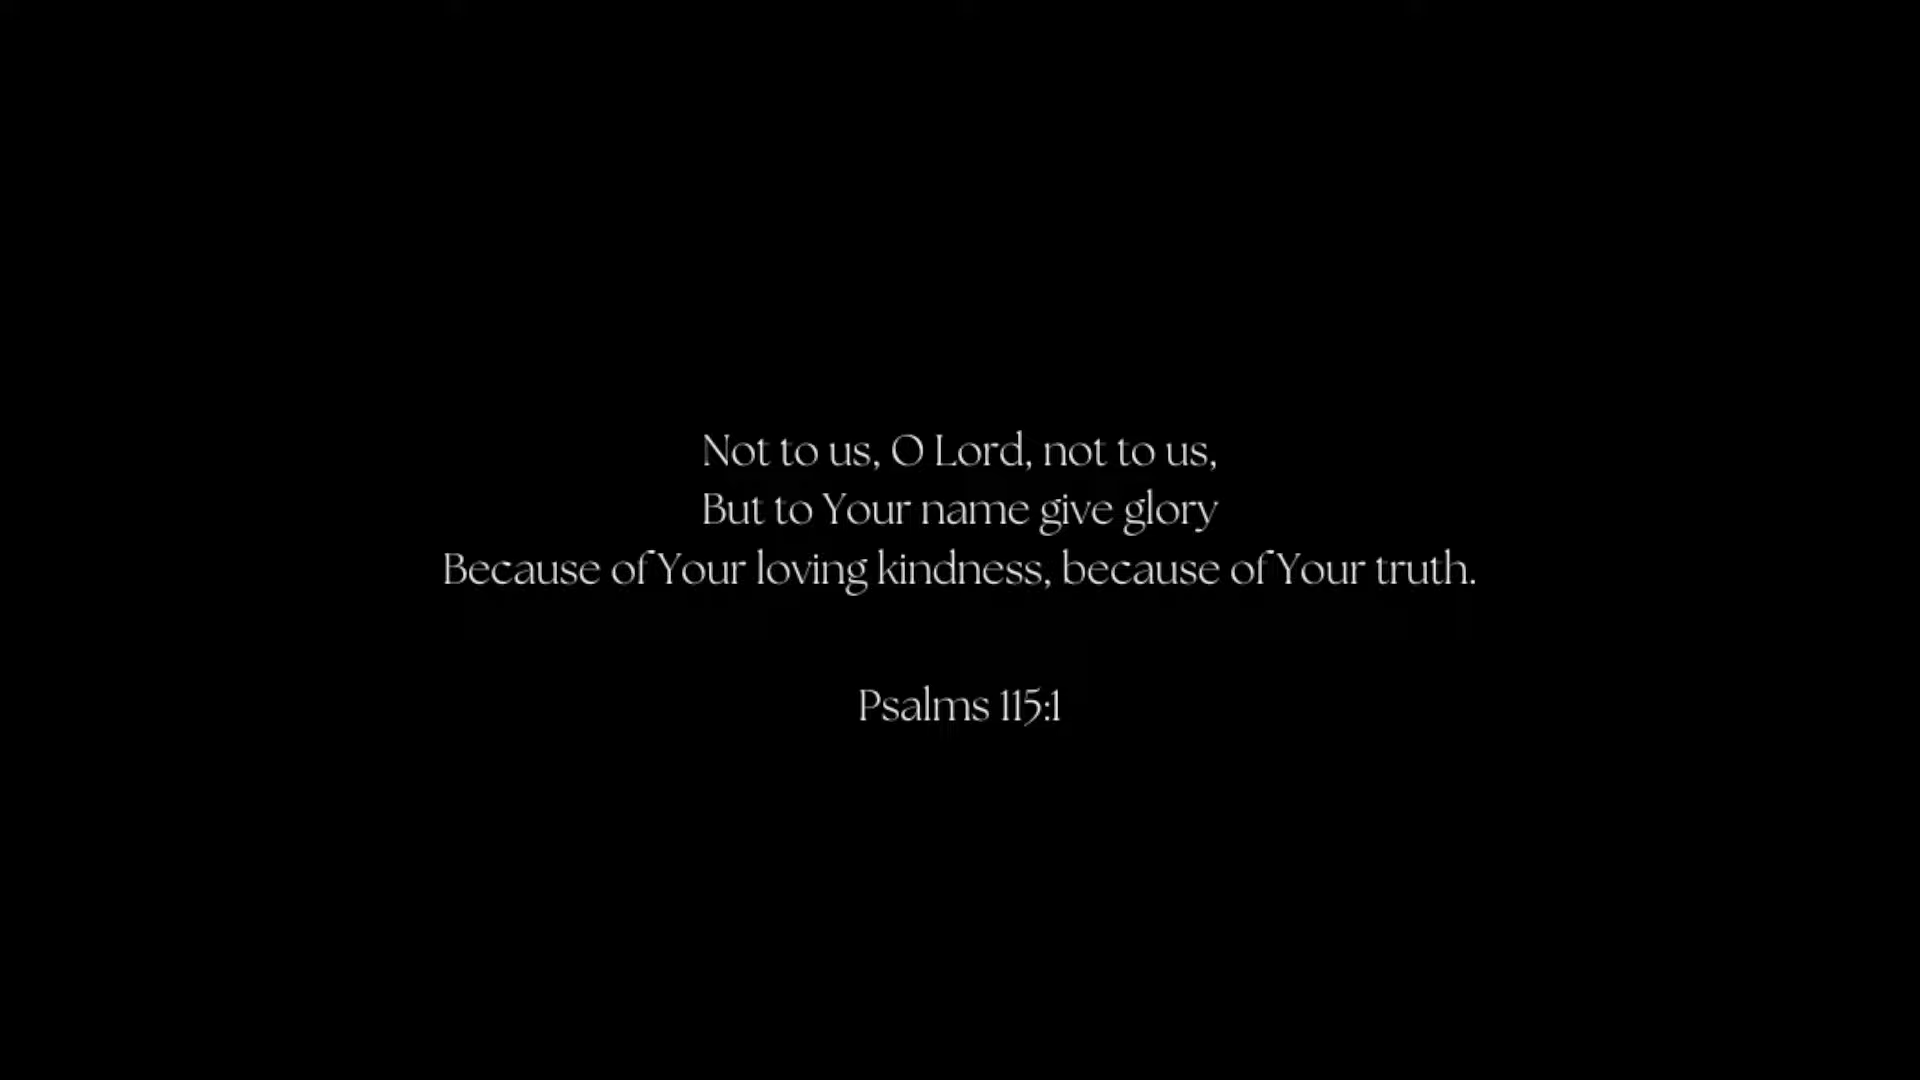 Not to us, O Lord, not to us,
But to Your name give glory
Because of Your loving kindness, because of Your truth.
Psalms 115:1